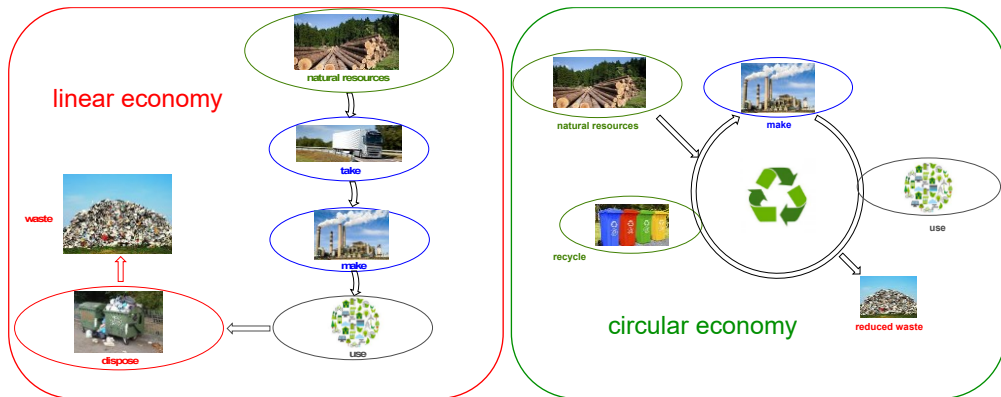 linear economy
natural resources
take
make
use
dispose
waste
circular economy
natural resources
make
use
reduced waste
recycle